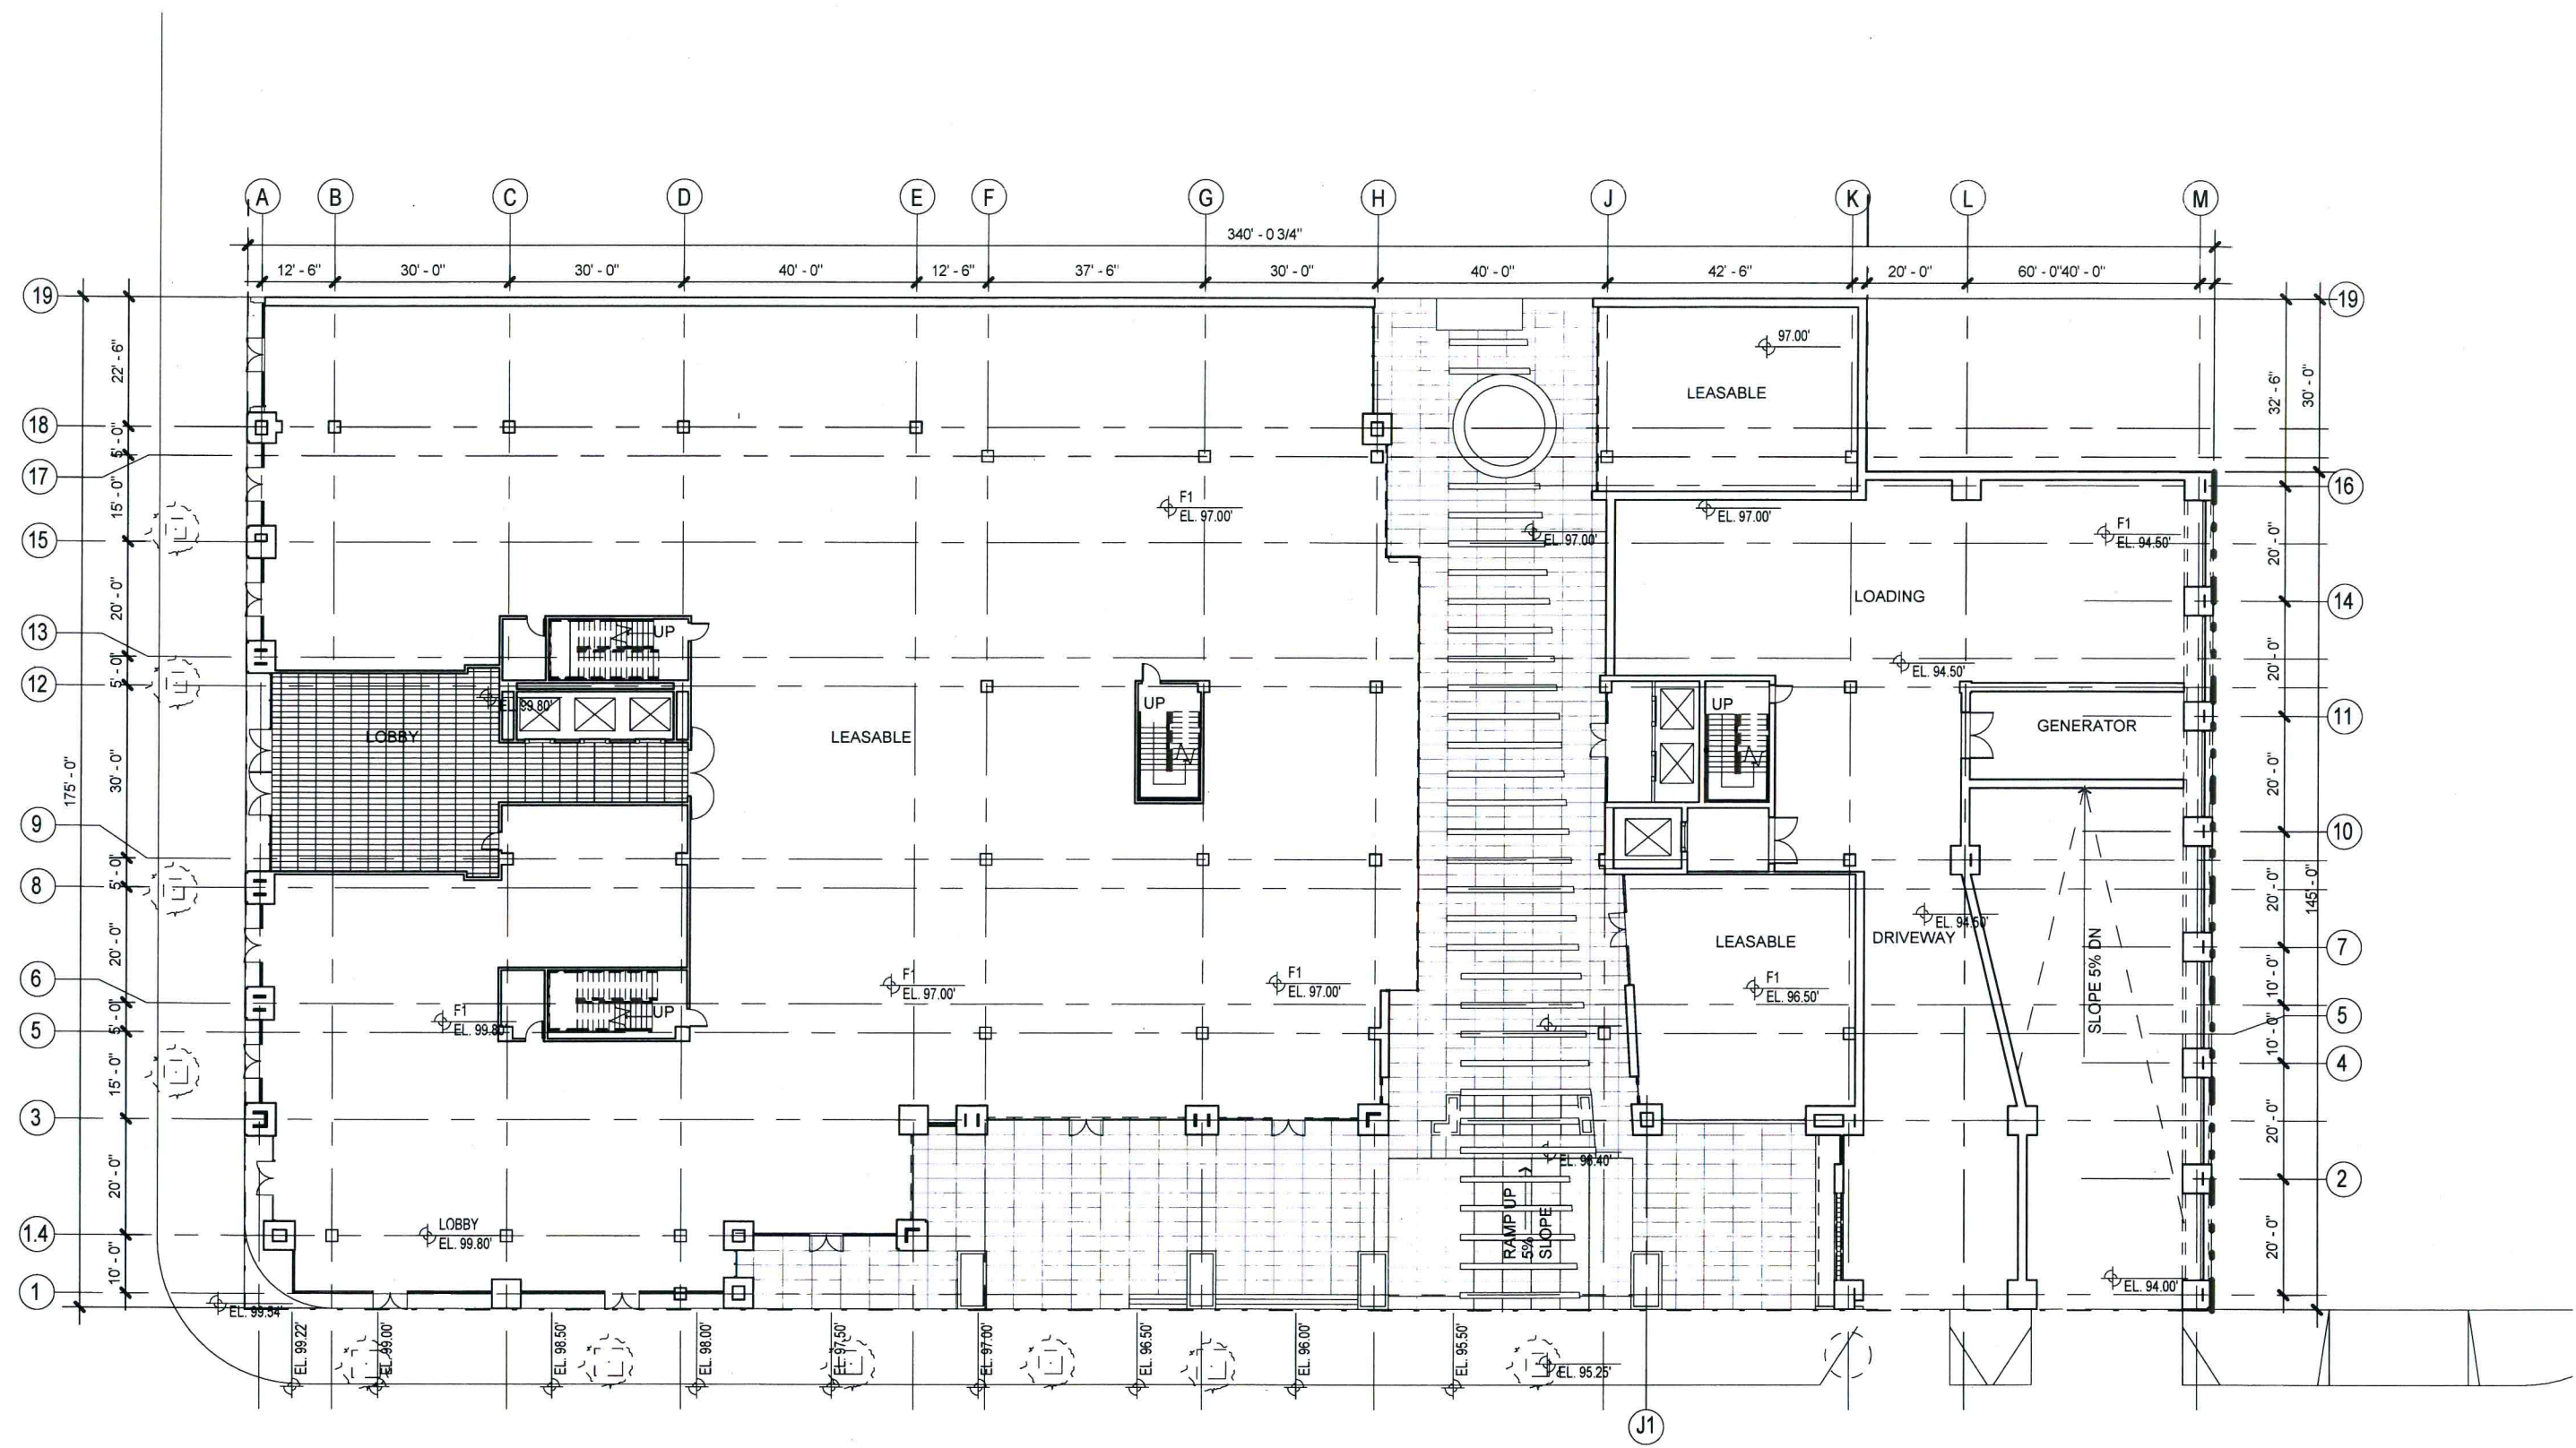 A B C D E F G H J K L M
340' - 0 3/4"
12' - 6" 30' - 0" 30' - 0" 40' - 0" 12' - 6" 37' - 6" 30' - 0" 40' - 0" 42' - 6" 20' - 0" 60' - 0"40' - 0"
19
18
17
15
13
12
9
8
6
5
3
1.4
1
22' - 6"
5' - 0"
15' - 0"
20' - 0"
5' - 0"
30' - 0"
5' - 0"
20' - 0"
5' - 0"
15' - 0"
20' - 0"
10' - 0"
175' - 0"
97.00'
LEASABLE
F1
EL. 97.00'
EL. 97.00'
EL. 97.00'
F1
EL. 94.50'
LOADING
UP
EL. 94.50'
EL. 99.80'
LOBBY
LEASABLE
UP
UP
GENERATOR
LEASABLE
EL. 94.50'
DRIVEWAY
SLOPE 5% DN
F1
EL. 97.00'
F1
EL. 97.00'
F1
EL. 96.50'
F1
EL. 99.80'
UP
EL. 96.40'
RAMP UP
5%
SLOPE
LOBBY
EL. 99.80'
EL. 94.00'
EL. 99.54'
EL. 99.22'
EL. 99.00'
EL. 98.50'
EL. 98.00'
EL. 97.50'
EL. 97.00'
EL. 96.50'
EL. 96.00'
EL. 95.50'
EL. 95.25'
J1
19
16
14
11
10
7
5
4
2
32' - 6"
30' - 0"
20' - 0"
20' - 0"
20' - 0"
20' - 0"
10' - 0"
10' - 0"
20' - 0"
20' - 0"
145' - 0"